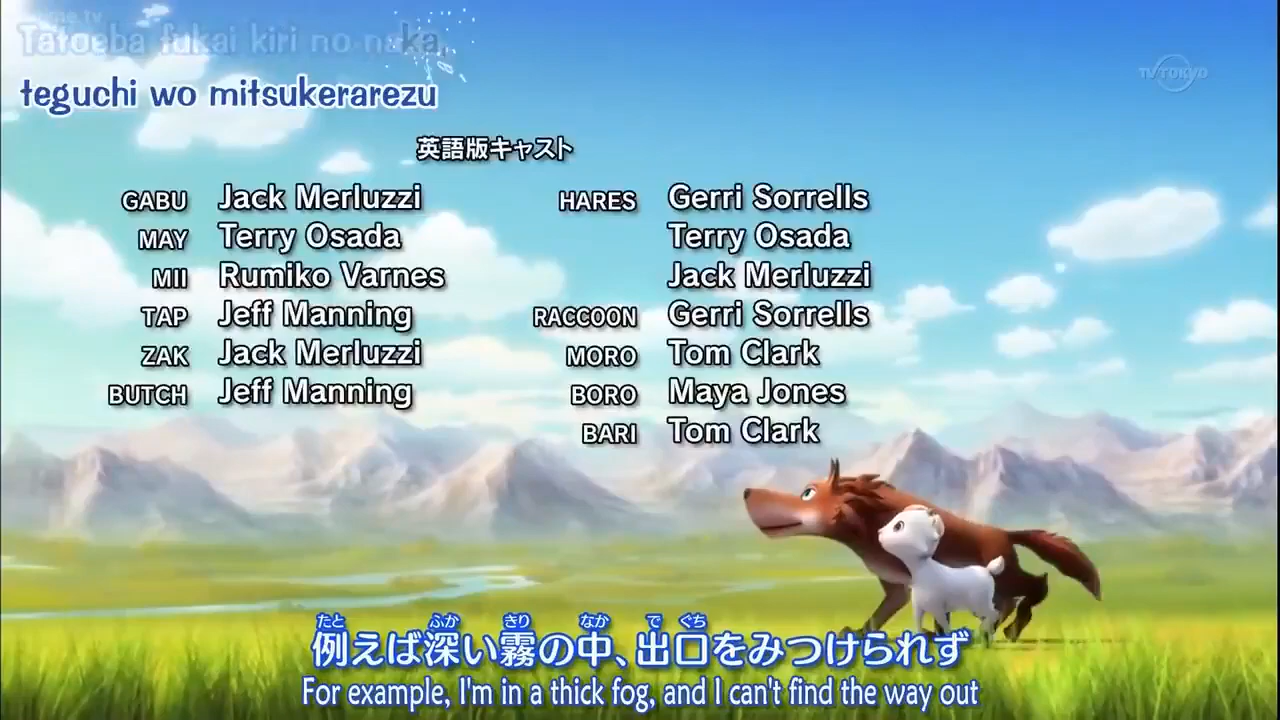 Tatoeba fukai kiri no naka,
teguchi wo mitsukerarezu
TV TOKYO
英語版キャスト
GABU Jack Merluzzi
MAY Terry Osada
MII Rumiko Varnes
TAP Jeff Manning
ZAK Jack Merluzzi
BUTCH Jeff Manning
HARES Gerri Sorrells
Terry Osada
Jack Merluzzi
RACCOON Gerri Sorrells
MORO Tom Clark
BORO Maya Jones
BARI Tom Clark
たと ふか きり なか で ぐち
例えば深い霧の中、出口をみつけられず
For example, I'm in a thick fog, and I can't find the way out